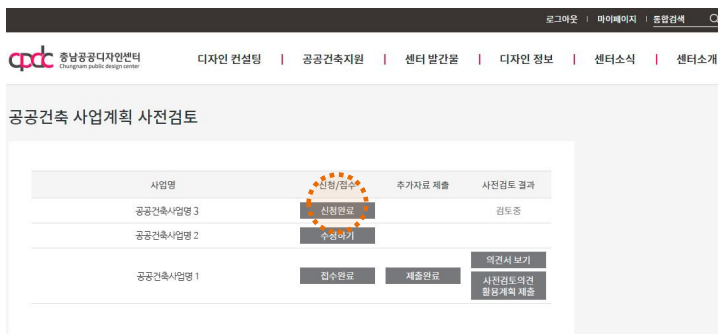 로그아웃 | 마이페이지 | 통합검색
cpdc 충남공공디자인센터
Chungnam public design center
디자인 컨설팅 | 공공건축지원 | 센터 발간물 | 디자인 정보 | 센터소식 | 센터소개
공공건축 사업계획 사전검토
사업명 신청/접수 추가자료 제출 사전검토 결과
공공건축사업명 3 신청완료 검토중
공공건축사업명 2 수정하기
공공건축사업명 1 접수완료 제출완료 의견서 보기
사전검토의견
활용계획 제출